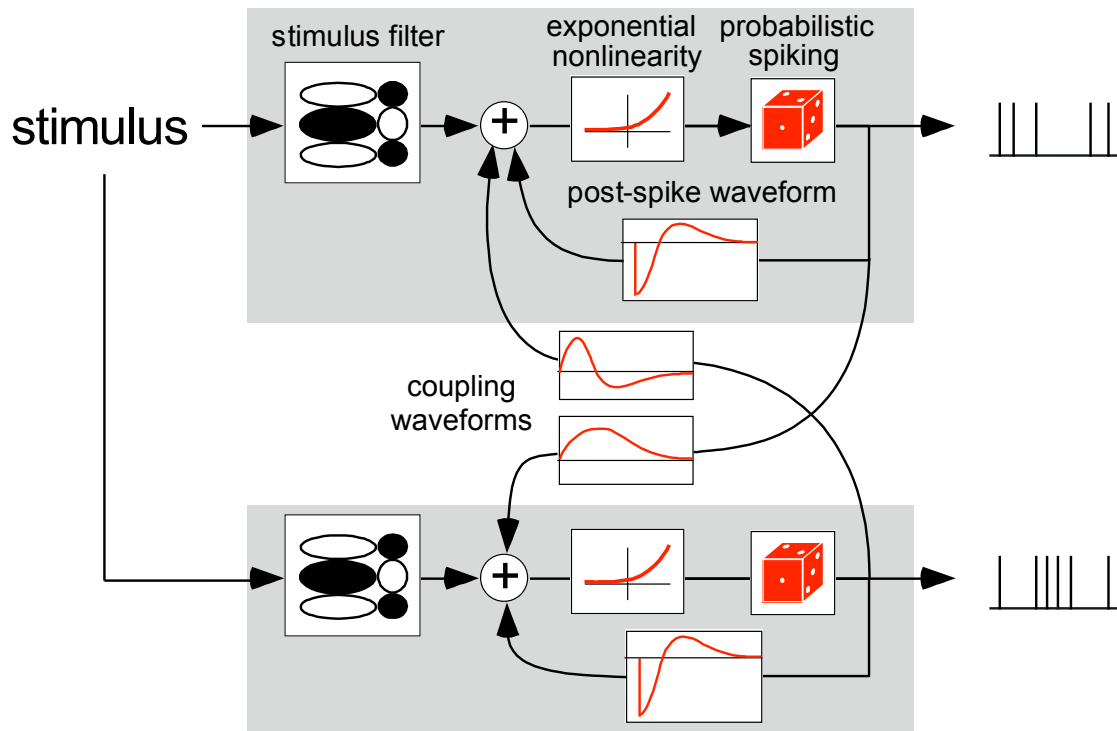 stimulus filter
exponential
nonlinearity
probabilistic
spiking
stimulus
+
post-spike waveform
coupling
waveforms
+